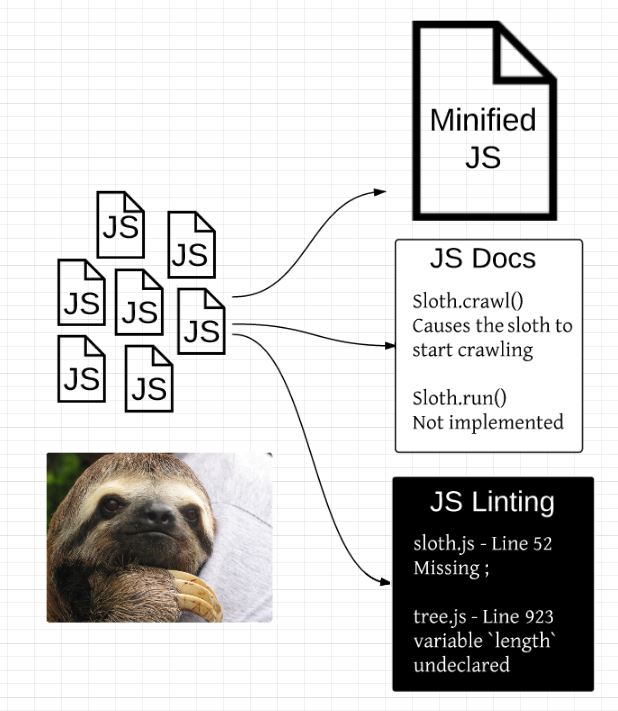 JS
JS
JS
JS
JS
JS
JS
Minified
JS
JS Docs
Sloth.crawl()
Causes the sloth to
start crawling
Sloth.run()
Not implemented
JS Linting
sloth.js - Line 52
Missing ;
tree.js - Line 923
variable `length`
undeclared